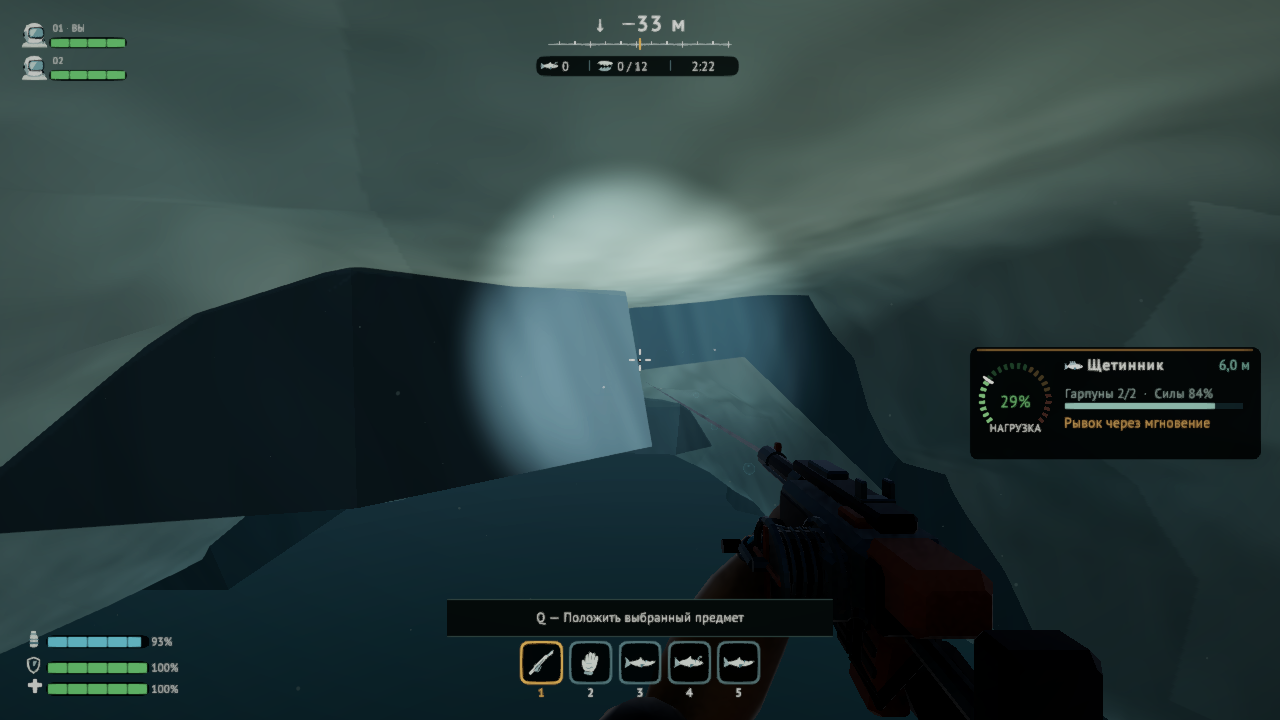 01 · ВЫ
02
↓ −33 м
0 | 0/12 | 2:22
Щетинник 6,0 м
Гарпуны 2/2 · Силы 84%
29%
НАГРУЗКА
Рывок через мгновение
Q — Положить выбранный предмет
93%
100%
100%
1 2 3 4 5